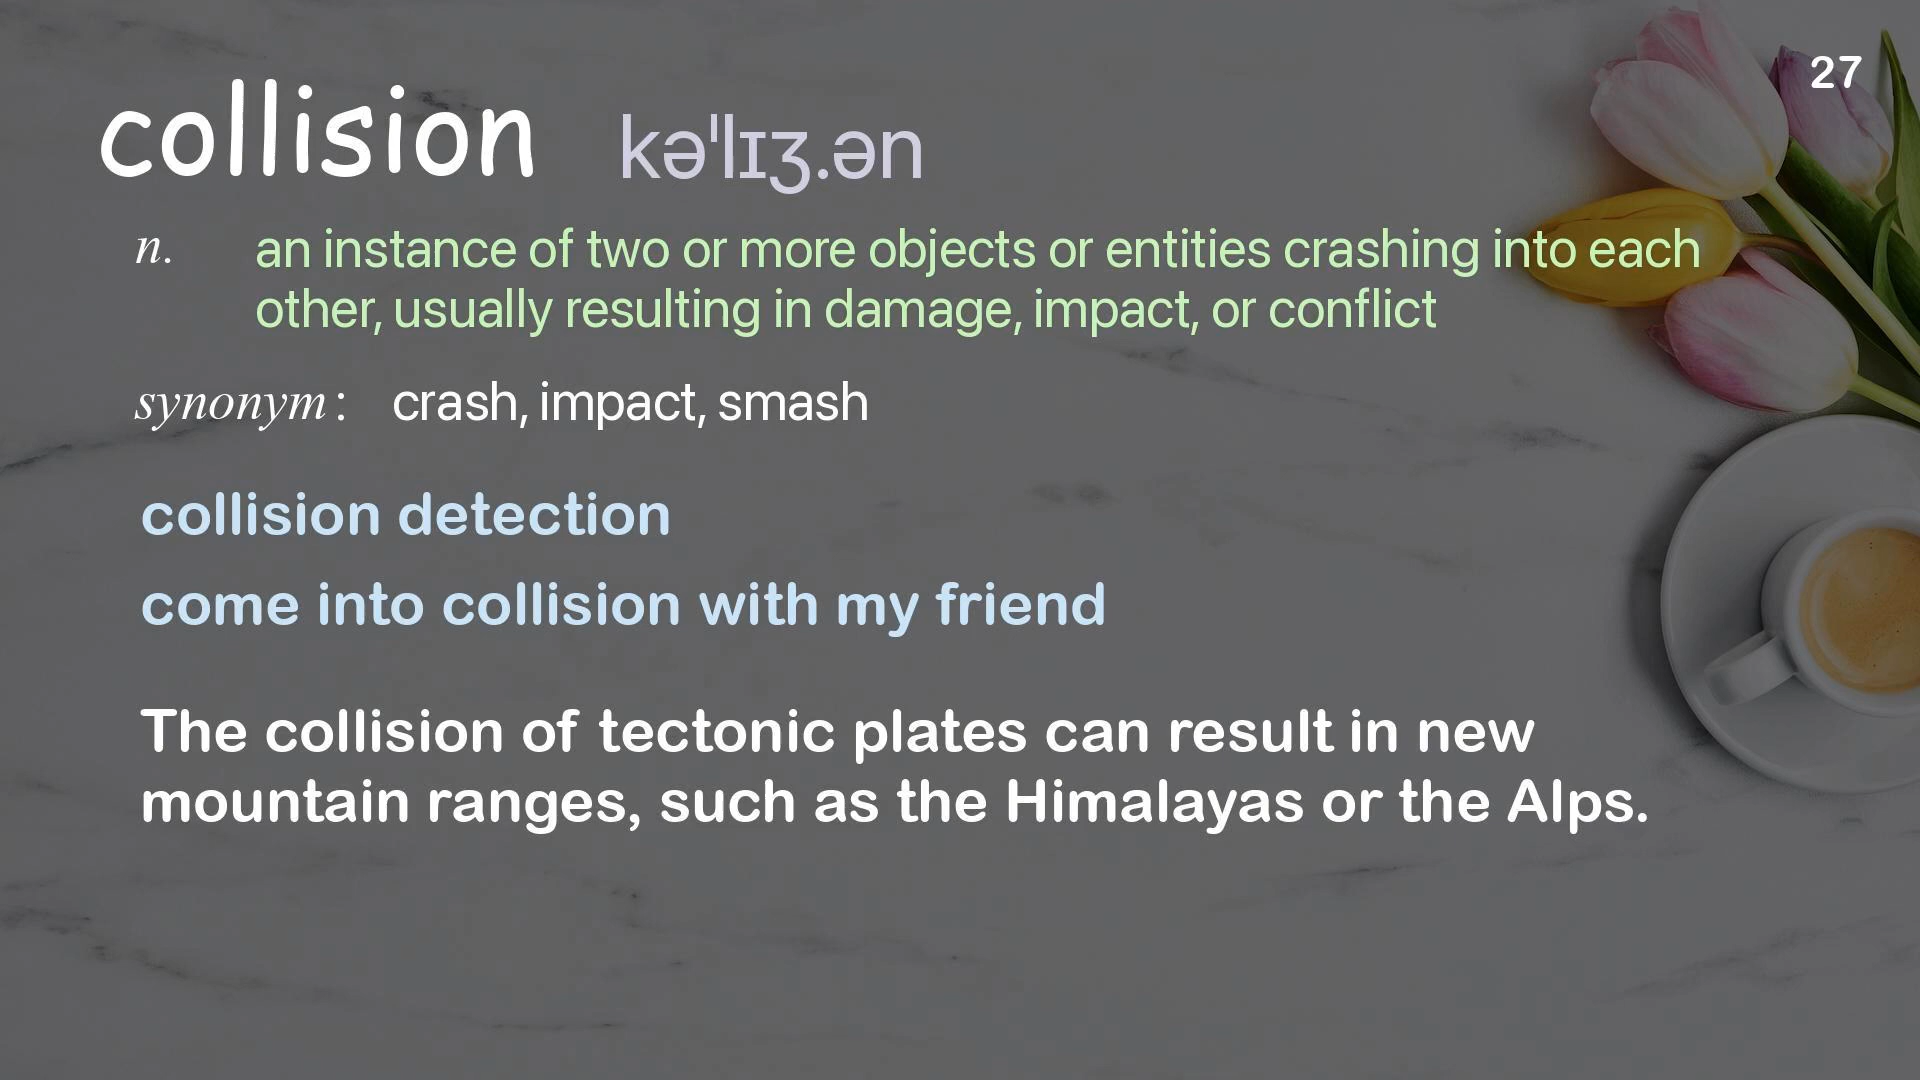 27
collision kəˈlɪʒ.ən
n. an instance of two or more objects or entities crashing into each
other, usually resulting in damage, impact, or conflict
synonym: crash, impact, smash
collision detection
come into collision with my friend
The collision of tectonic plates can result in new
mountain ranges, such as the Himalayas or the Alps.